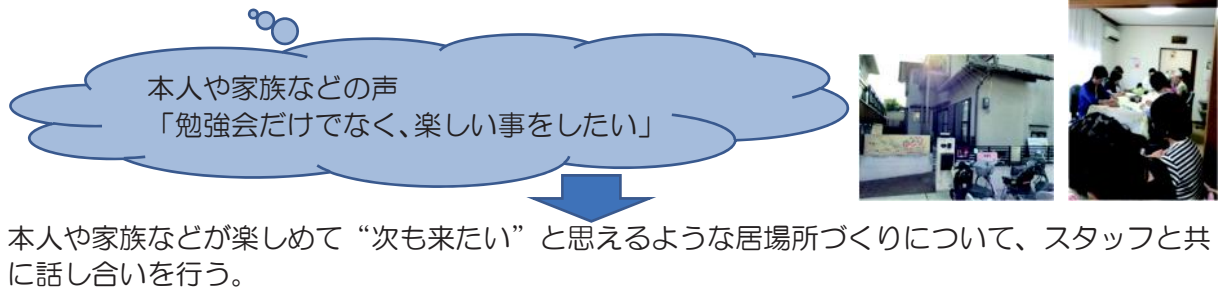 本人や家族などの声
「勉強会だけでなく、楽しい事をしたい」
本人や家族などが楽しめて“次も来たい”と思えるような居場所づくりについて、スタッフと共
に話し合いを行う。